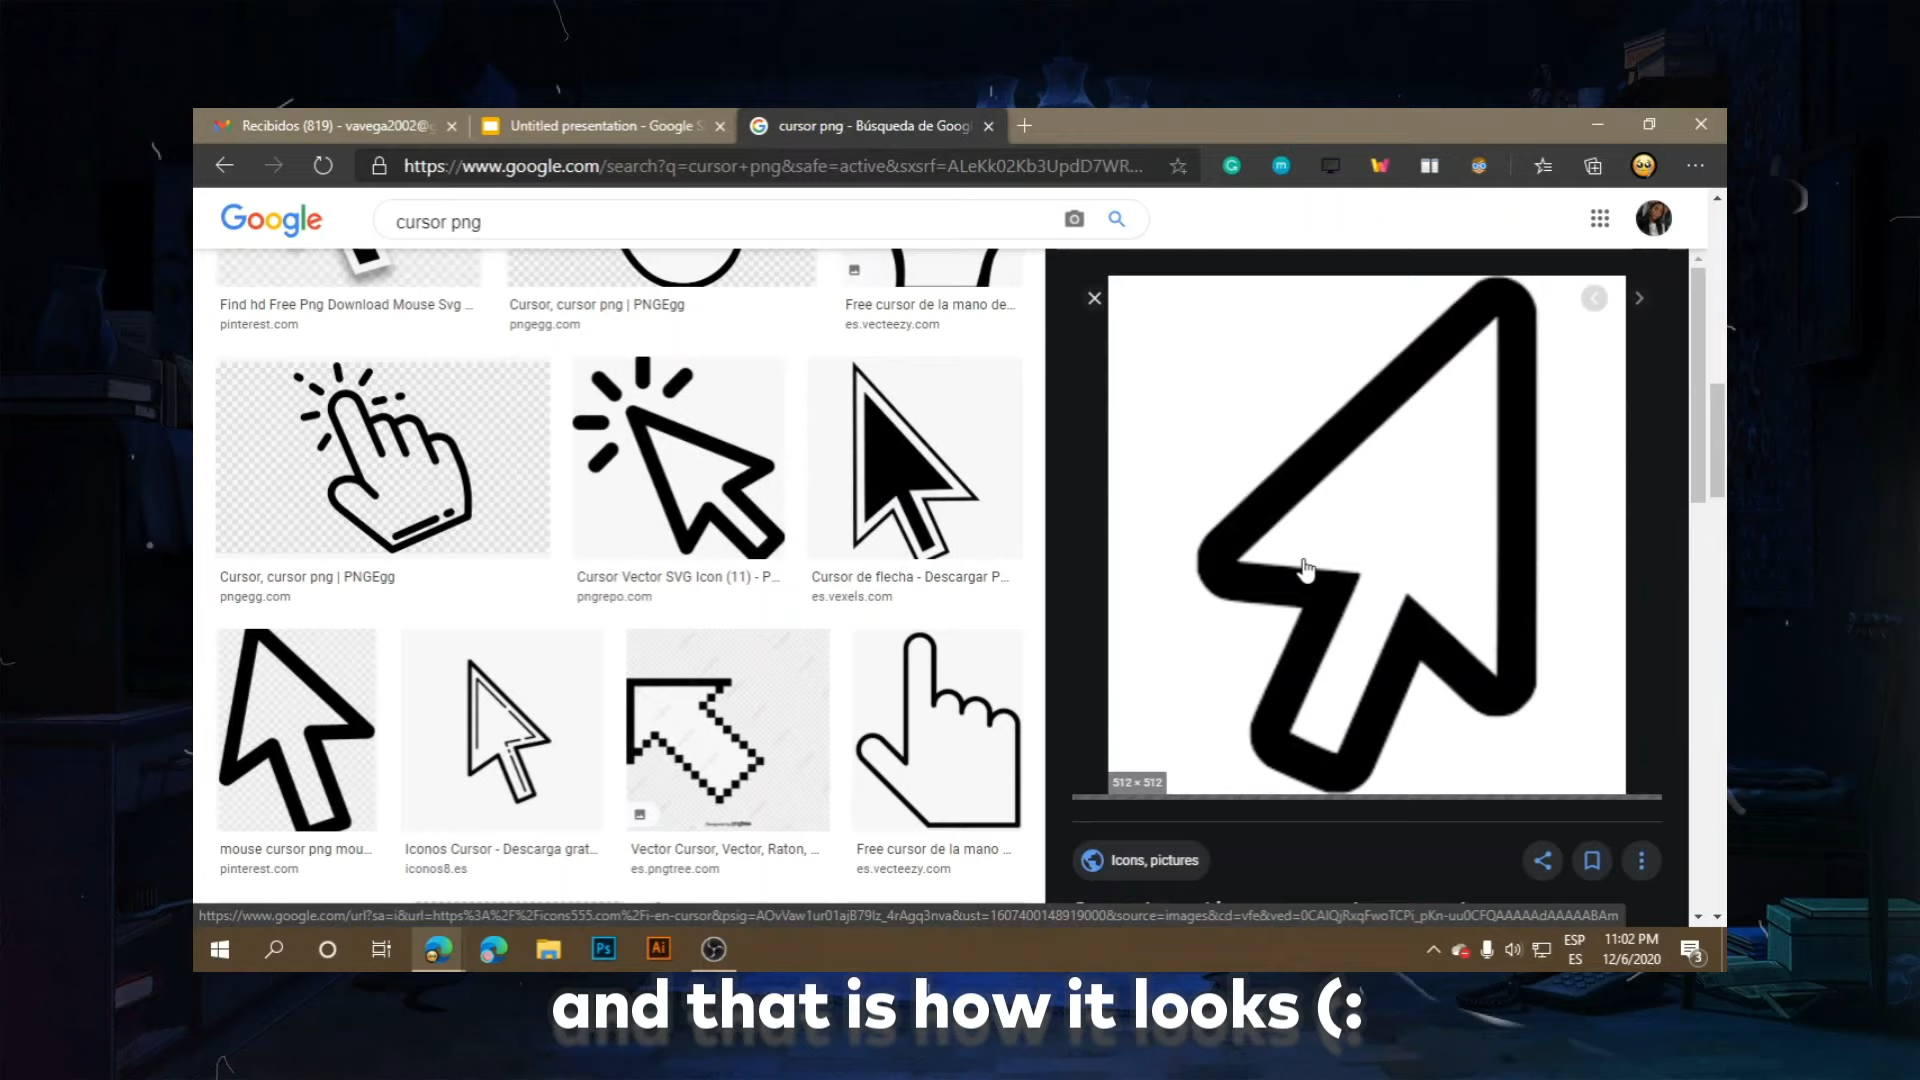 Recibidos (819) - vavega2002@g
Untitled presentation - Google S
cursor png - Búsqueda de Goog
https://www.google.com/search?q=cursor+png&safe=active&sxsrf=ALeKk02Kb3UpdD7WR...
Google
cursor png
Find hd Free Png Download Mouse Svg ...
pinterest.com
Cursor, cursor png | PNGEgg
pngegg.com
Free cursor de la mano de...
es.vecteezy.com
Cursor, cursor png | PNGEgg
pngegg.com
Cursor Vector SVG Icon (11) - P...
pngrepo.com
Cursor de flecha - Descargar P...
es.vexels.com
mouse cursor png mou...
pinterest.com
Iconos Cursor - Descarga grat...
iconos8.es
Vector Cursor, Vector, Raton, ...
es.pngtree.com
Free cursor de la mano ...
es.vecteezy.com
512 × 512
Icons, pictures
Ps
Ai
ESP
ES
11:02 PM
12/6/2020
3
and that is how it looks (: